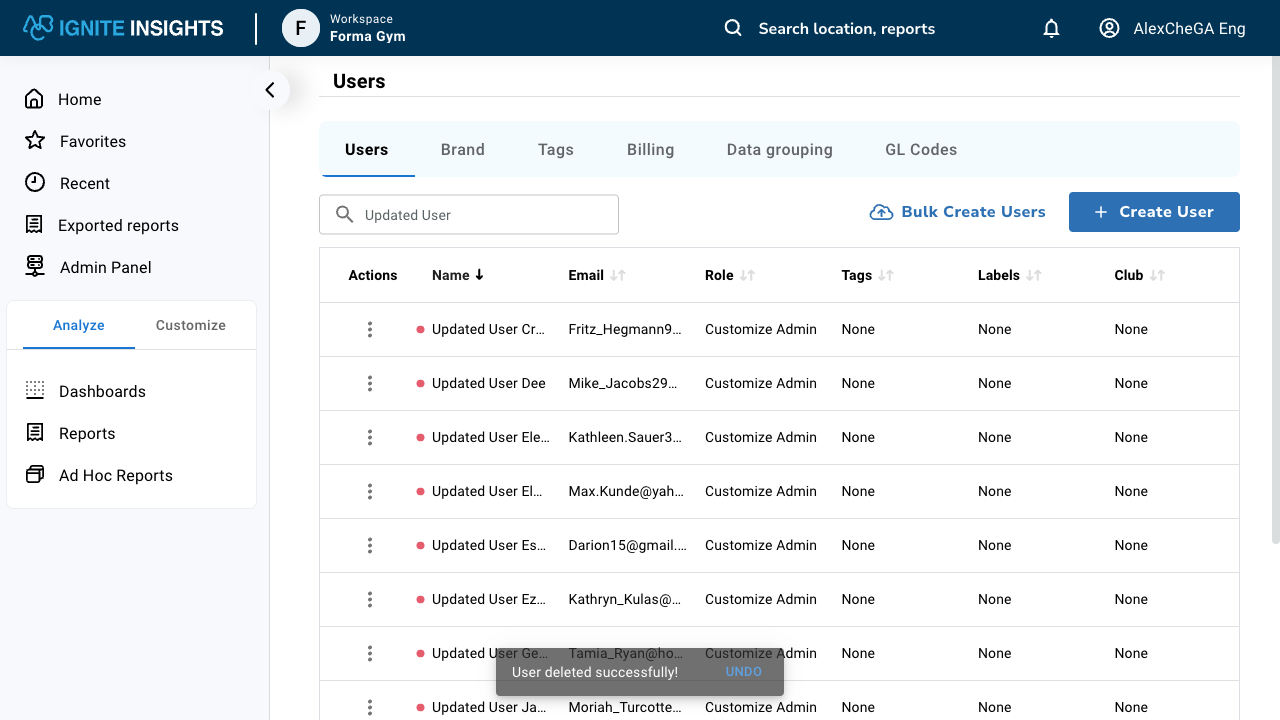 IGNITE INSIGHTS
F
Workspace
Forma Gym
Search location, reports
AlexCheGA Eng
Home
Favorites
Recent
Exported reports
Admin Panel
Analyze
Customize
Dashboards
Reports
Ad Hoc Reports
Users
Users Brand Tags Billing Data grouping GL Codes
Updated User
Bulk Create Users
Create User
Actions Name Email Role Tags Labels Club
Updated User Cr... Fritz_Hegmann9... Customize Admin None None None
Updated User Dee Mike_Jacobs29... Customize Admin None None None
Updated User Ele... Kathleen.Sauer3... Customize Admin None None None
Updated User El... Max.Kunde@yah... Customize Admin None None None
Updated User Es... Darion15@gmail.... Customize Admin None None None
Updated User Ez... Kathryn_Kulas@... Customize Admin None None None
Updated User Ge... Tamia_Ryan@ho... Customize Admin None None None
User deleted successfully! UNDO
Updated User Ja... Moriah_Turcotte... Customize Admin None None None